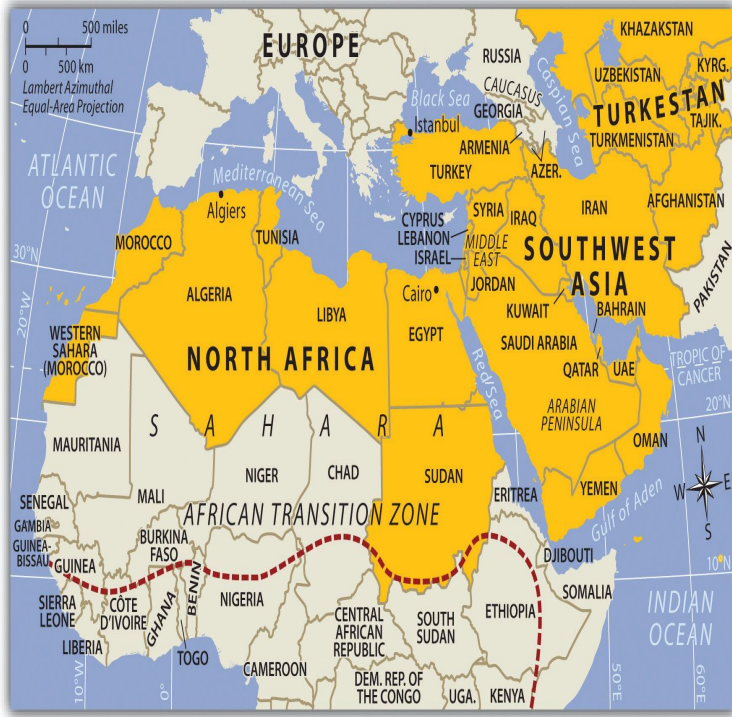 0 500 miles
0 500 km
Lambert Azimuthal
Equal-Area Projection
EUROPE
RUSSIA
KHAZAKSTAN
UZBEKISTAN
KYRG.
TURKESTAN
TAJIK.
TURKMENISTAN
CAUCASUS
Caspian Sea
Black Sea
GEORGIA
Istanbul
ARMENIA
AZER.
TURKEY
ATLANTIC
OCEAN
Mediterranean Sea
Algiers
MOROCCO
TUNISIA
CYPRUS
LEBANON
ISRAEL
SYRIA
IRAQ
MIDDLE
EAST
IRAN
AFGHANISTAN
SOUTHWEST
ASIA
PAKISTAN
30°N
20°W
ALGERIA
LIBYA
Cairo
EGYPT
JORDAN
KUWAIT
BAHRAIN
SAUDI ARABIA
QATAR
UAE
TROPIC OF
CANCER
WESTERN
SAHARA
(MOROCCO)
NORTH AFRICA
Red Sea
ARABIAN
PENINSULA
20°N
OMAN
N
W
E
S
SAHARA
MAURITANIA
MALI
NIGER
CHAD
SUDAN
ERITREA
YEMEN
Gulf of Aden
SENEGAL
GAMBIA
GUINEA-
BISSAU
GUINEA
BURKINA
FASO
AFRICAN TRANSITION ZONE
DJIBOUTI
10°N
SIERRA
LEONE
LIBERIA
CÔTE
D'IVOIRE
GHANA
BENIN
TOGO
NIGERIA
CAMEROON
CENTRAL
AFRICAN
REPUBLIC
SOUTH
SUDAN
ETHIOPIA
SOMALIA
INDIAN
OCEAN
DEM. REP. OF
THE CONGO
UGA.
KENYA
10°W
0°
50°E
60°E